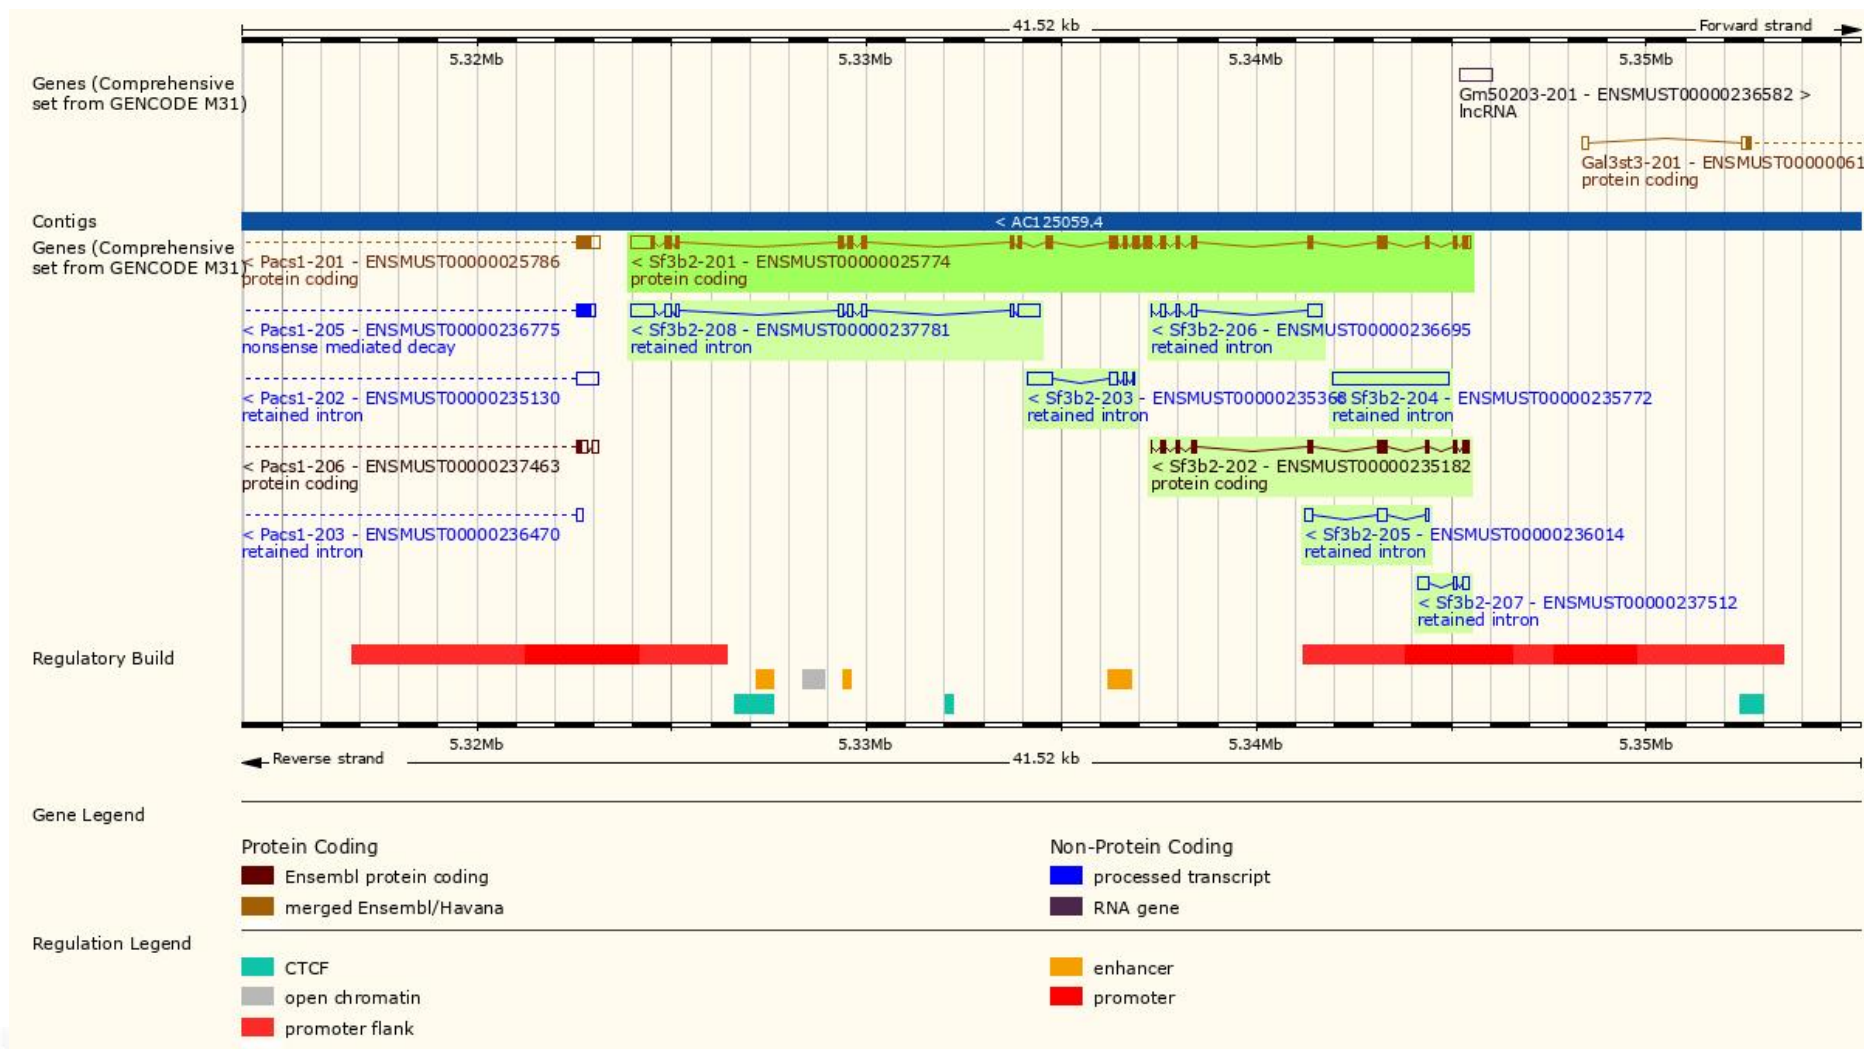 41.52 kb Forward strand
5.32Mb 5.33Mb 5.34Mb 5.35Mb
Genes (Comprehensive
set from GENCODE M31)
Gm50203-201 - ENSMUST00000236582 >
lncRNA
Gal3st3-201 - ENSMUST00000061
protein coding
Contigs
< AC125059.4
Genes (Comprehensive
set from GENCODE M31)
< Pacs1-201 - ENSMUST00000025786 < Sf3b2-201 - ENSMUST00000025774
protein coding protein coding
< Pacs1-205 - ENSMUST00000236775 < Sf3b2-208 - ENSMUST00000237781 < Sf3b2-206 - ENSMUST00000236695
nonsense mediated decay retained intron retained intron
< Pacs1-202 - ENSMUST00000235130 < Sf3b2-203 - ENSMUST00000235368 < Sf3b2-204 - ENSMUST00000235772
retained intron retained intron retained intron
< Pacs1-206 - ENSMUST00000237463 < Sf3b2-202 - ENSMUST00000235182
protein coding protein coding
< Pacs1-203 - ENSMUST00000236470 < Sf3b2-205 - ENSMUST00000236014
retained intron retained intron
< Sf3b2-207 - ENSMUST00000237512
retained intron
Regulatory Build
5.32Mb 5.33Mb 5.34Mb 5.35Mb
Reverse strand 41.52 kb
Gene Legend
Protein Coding Non-Protein Coding
Ensembl protein coding processed transcript
merged Ensembl/Havana RNA gene
Regulation Legend
CTCF enhancer
open chromatin promoter
promoter flank